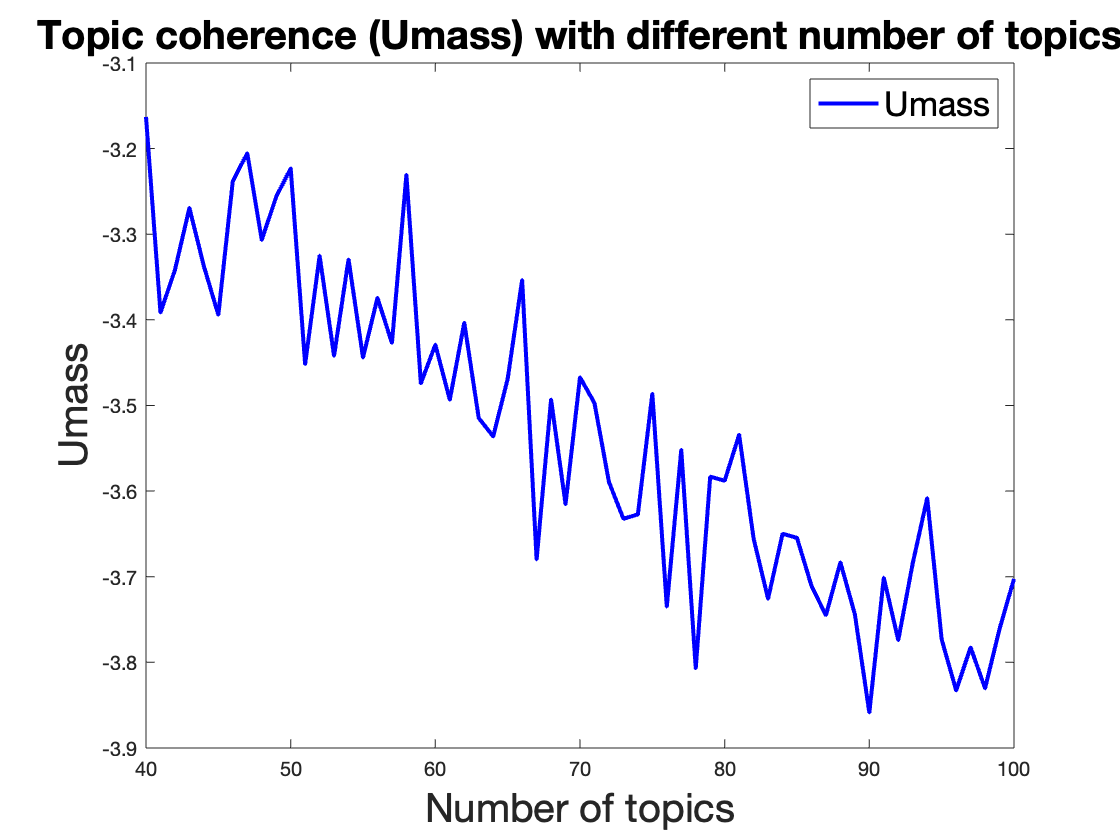 Topic coherence (Umass) with different number of topics
Umass
-3.1
-3.2
-3.3
-3.4
-3.5
-3.6
-3.7
-3.8
-3.9
Umass
40 50 60 70 80 90 100
Number of topics